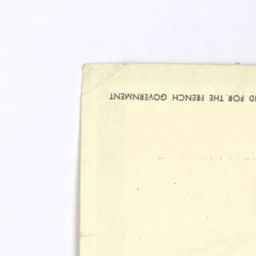 D FOR THE FRENCH GOVERNMENT